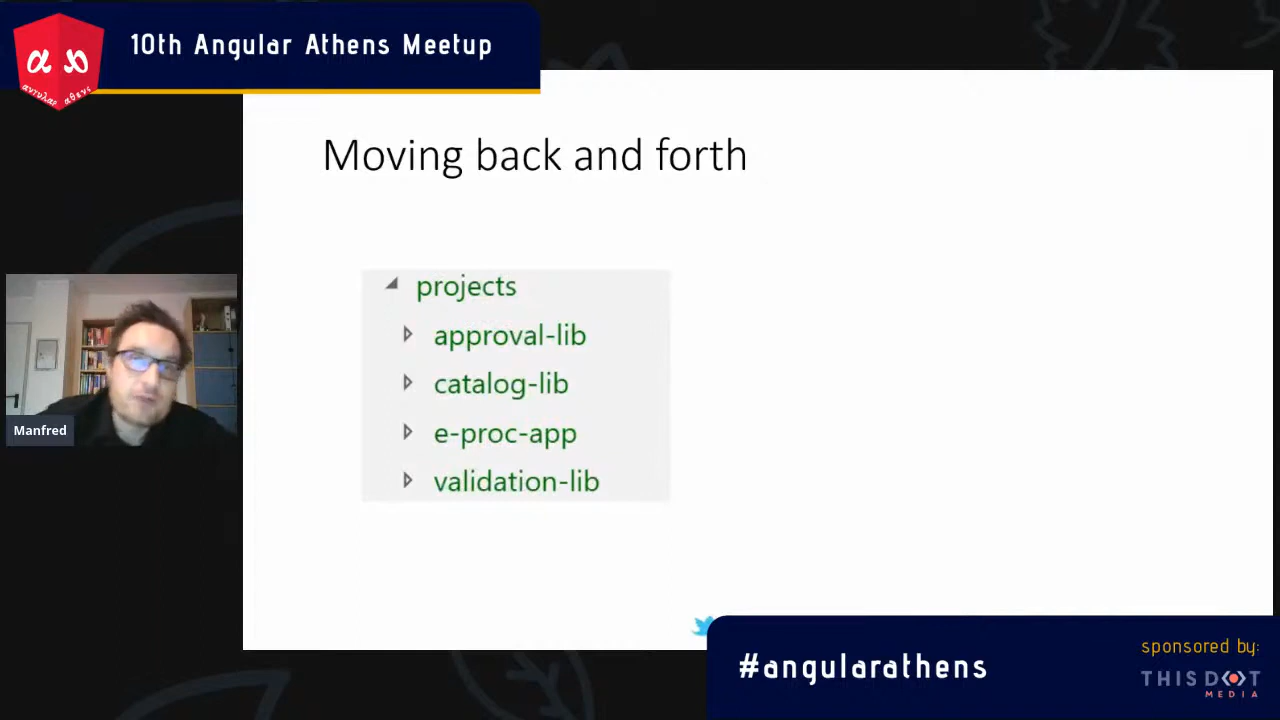 10th Angular Athens Meetup
Moving back and forth
projects
approval-lib
catalog-lib
e-proc-app
validation-lib
Manfred
#angularathens
sponsored by:
THIS DOT
MEDIA